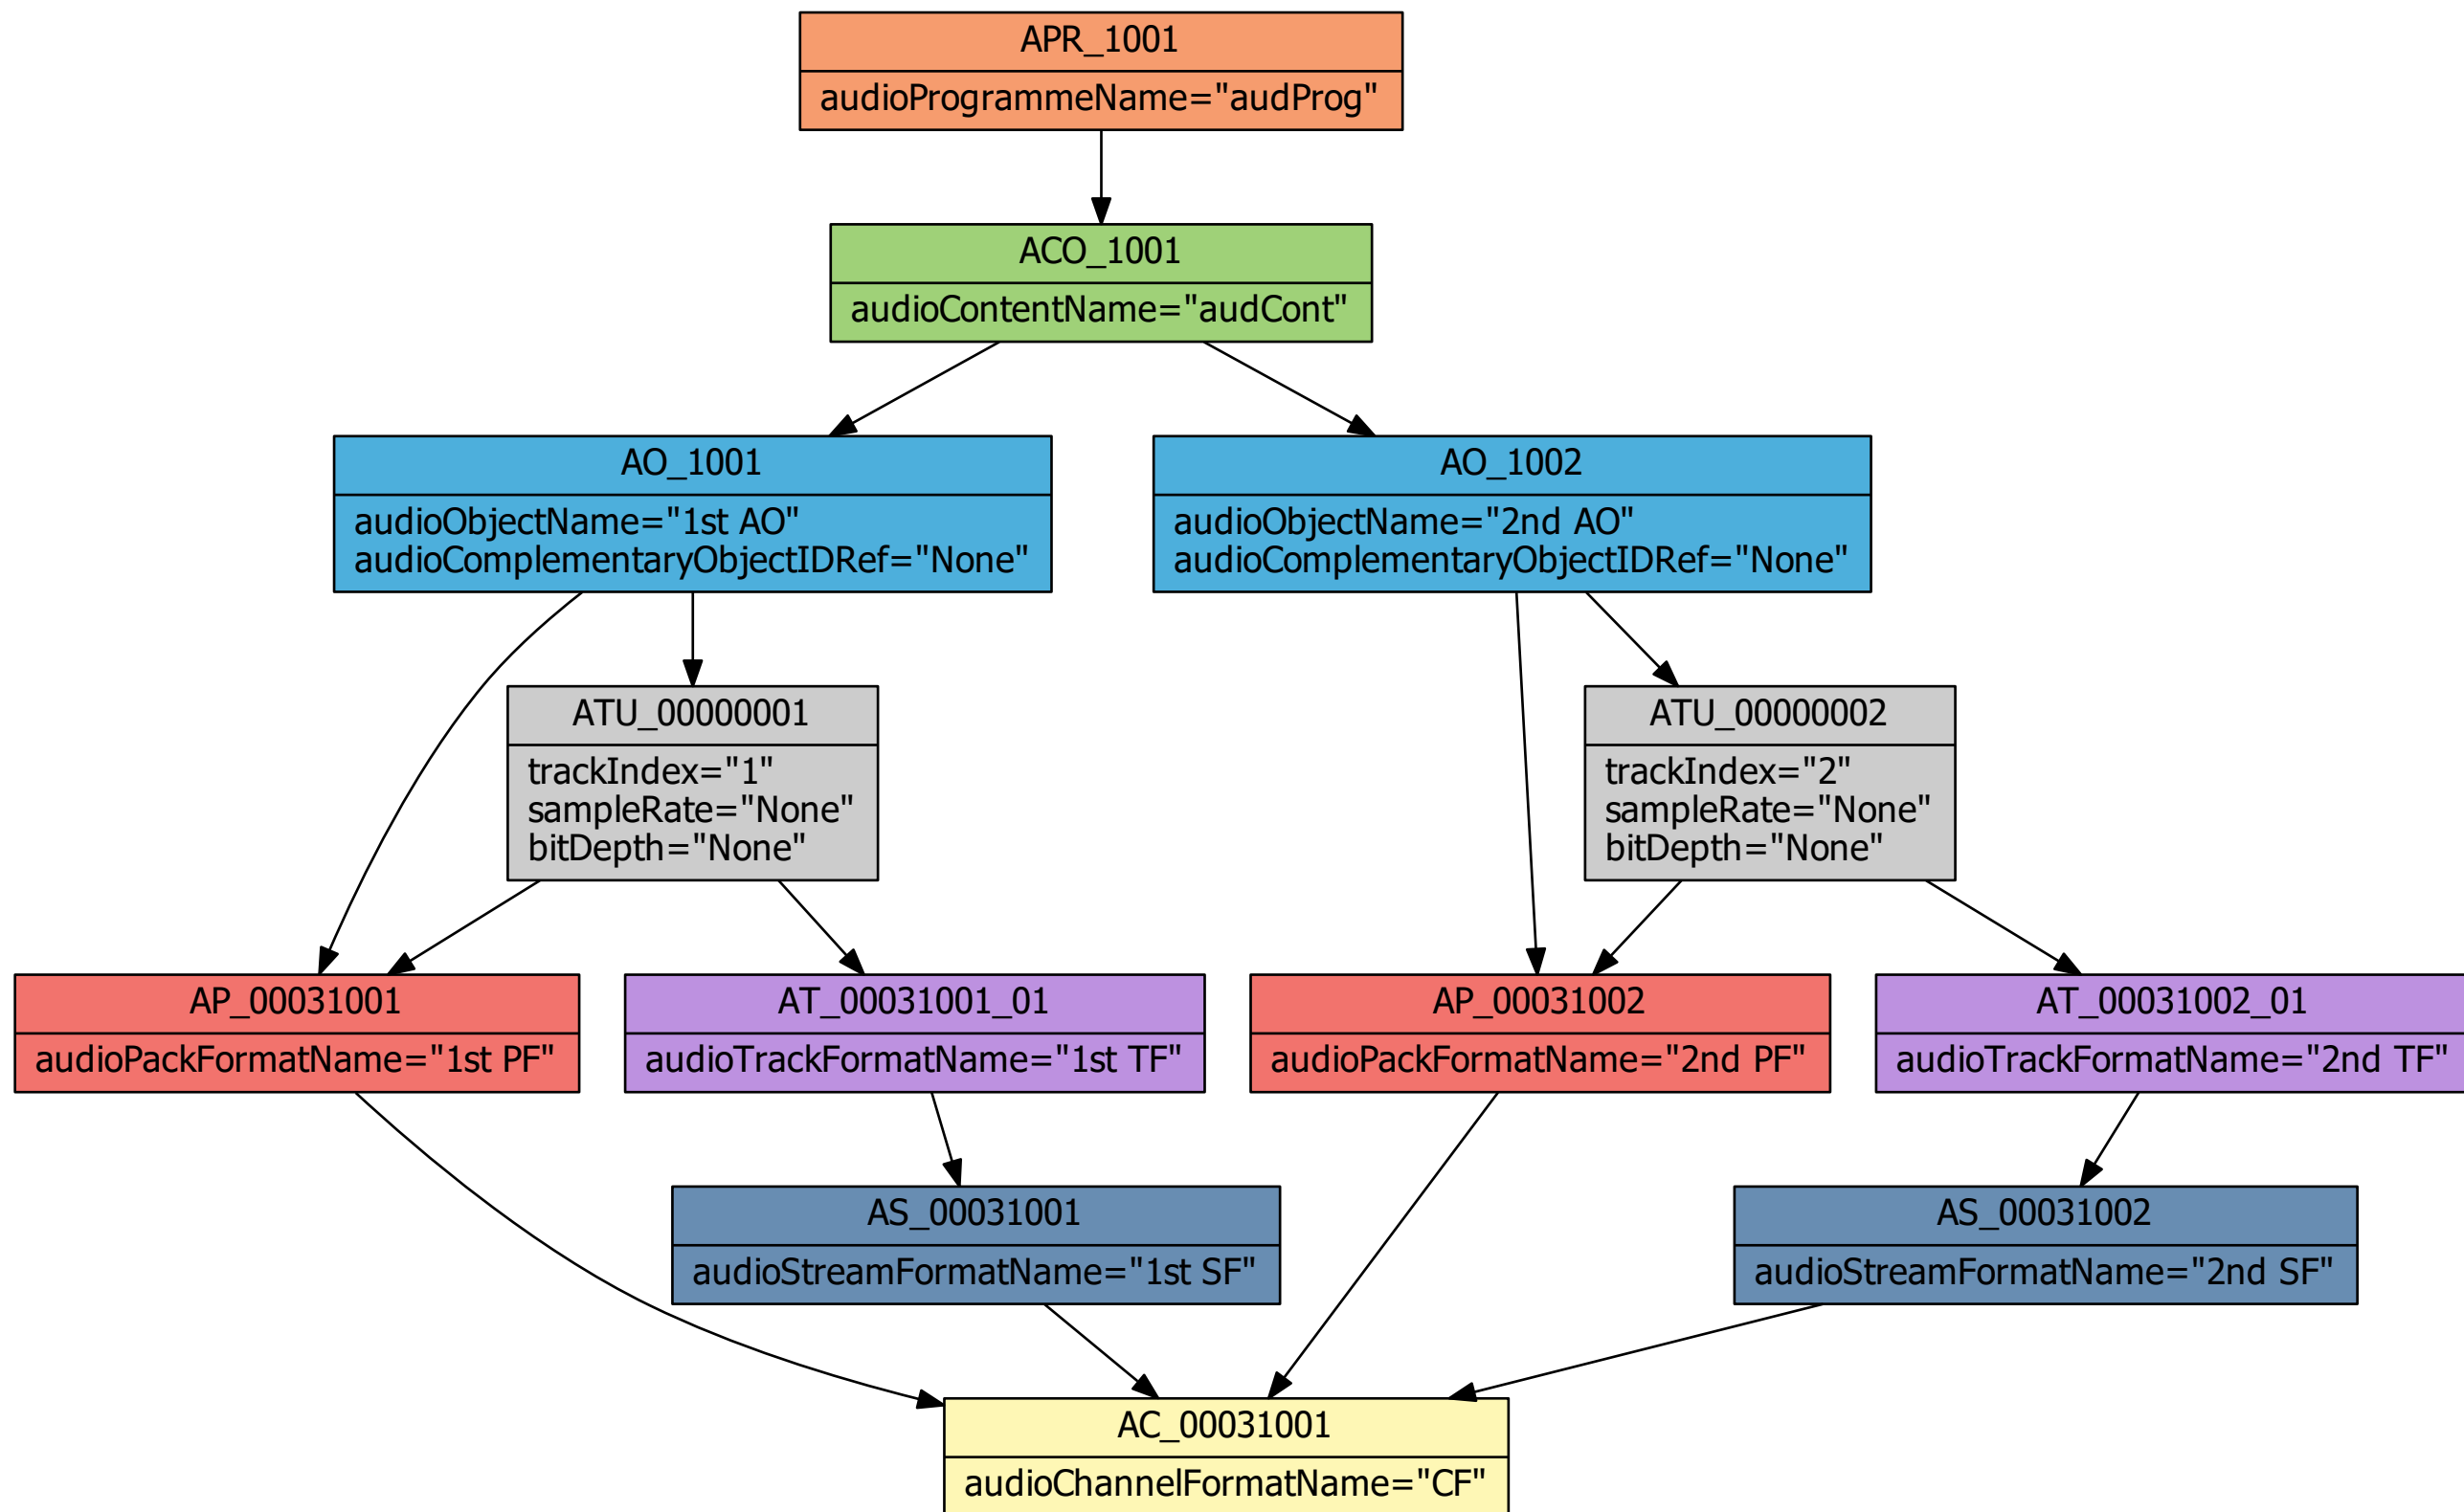 APR_1001
audioProgrammeName="audProg"
ACO_1001
audioContentName="audCont"
AO_1001
audioObjectName="1st AO"
audioComplementaryObjectIDRef="None"
AO_1002
audioObjectName="2nd AO"
audioComplementaryObjectIDRef="None"
ATU_00000001
trackIndex="1"
sampleRate="None"
bitDepth="None"
ATU_00000002
trackIndex="2"
sampleRate="None"
bitDepth="None"
AP_00031001
audioPackFormatName="1st PF"
AT_00031001_01
audioTrackFormatName="1st TF"
AP_00031002
audioPackFormatName="2nd PF"
AT_00031002_01
audioTrackFormatName="2nd TF"
AS_00031001
audioStreamFormatName="1st SF"
AS_00031002
audioStreamFormatName="2nd SF"
AC_00031001
audioChannelFormatName="CF"